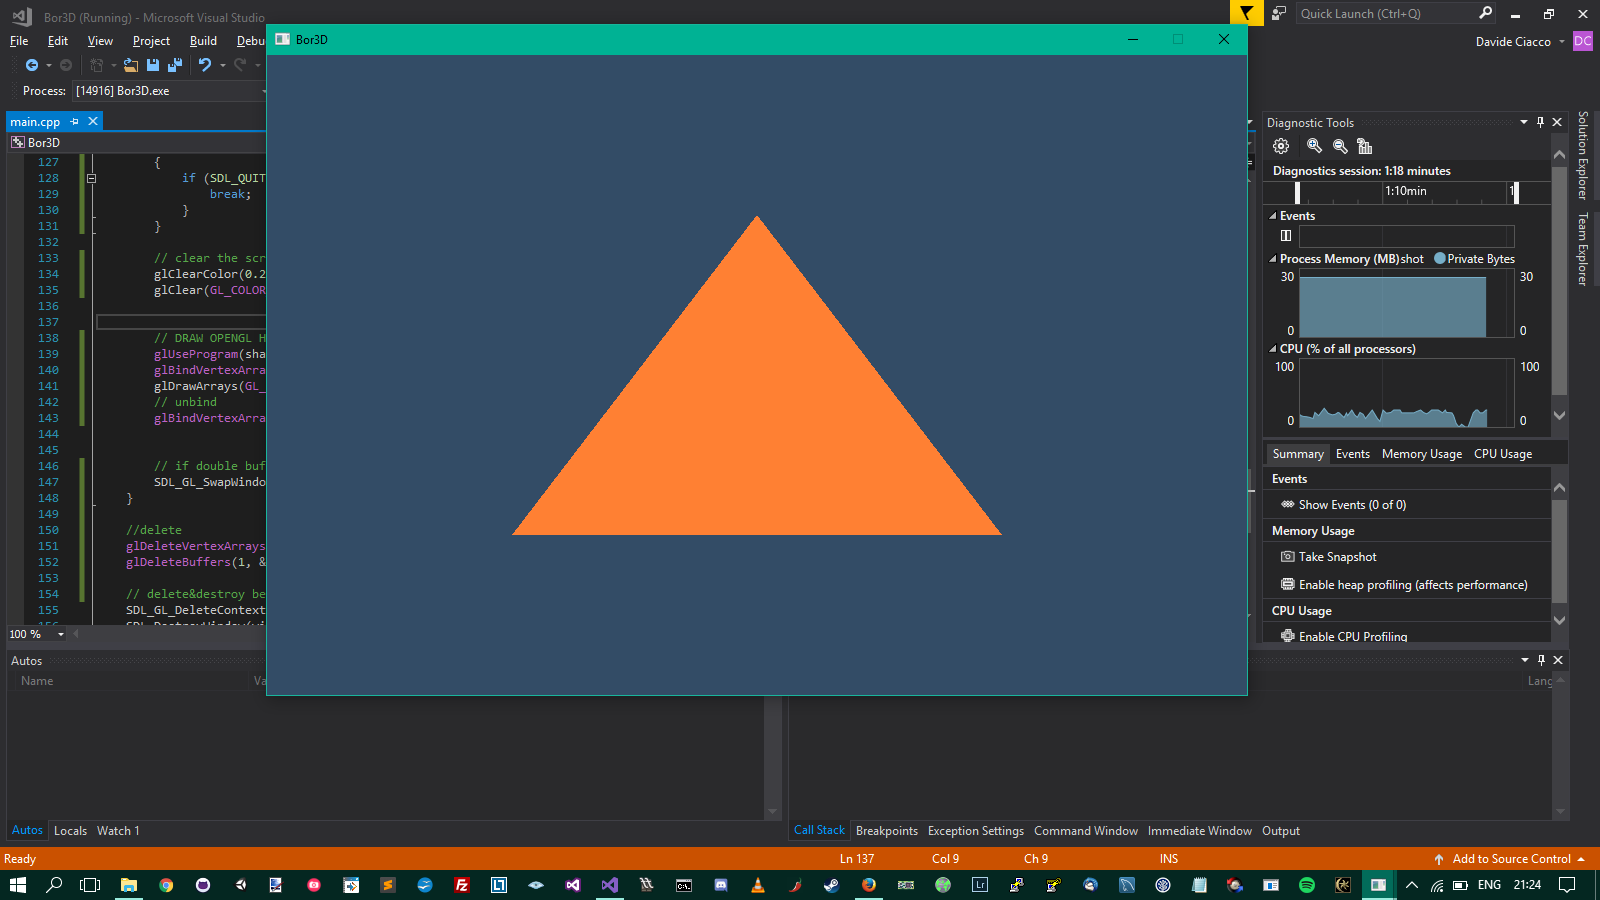 Bor3D (Running) - Microsoft Visual Studio
Quick Launch (Ctrl+Q)
File Edit View Project Build Debu
Davide Ciacco DC
Process: [14916] Bor3D.exe
Bor3D
main.cpp
Bor3D
127 {
128 if (SDL_QUIT
129 break;
130 }
131 }
132
133 // clear the scr
134 glClearColor(0.2
135 glClear(GL_COLOR
136
137
138 // DRAW OPENGL H
139 glUseProgram(sha
140 glBindVertexArra
141 glDrawArrays(GL_
142 // unbind
143 glBindVertexArra
144
145
146 // if double buf
147 SDL_GL_SwapWindo
148 }
149
150 //delete
151 glDeleteVertexArrays
152 glDeleteBuffers(1, &
153
154 // delete&destroy be
155 SDL_GL_DeleteContext
100 %
Diagnostic Tools
Diagnostics session: 1:18 minutes
1:10min
Events
Process Memory (MB) shot Private Bytes
30 30
0 0
CPU (% of all processors)
100 100
0 0
Summary Events Memory Usage CPU Usage
Events
Show Events (0 of 0)
Memory Usage
Take Snapshot
Enable heap profiling (affects performance)
CPU Usage
Enable CPU Profiling
Solution Explorer
Team Explorer
Autos
Name Va
Lang
Autos Locals Watch 1
Call Stack Breakpoints Exception Settings Command Window Immediate Window Output
Ready Ln 137 Col 9 Ch 9 INS Add to Source Control
ENG 21:24